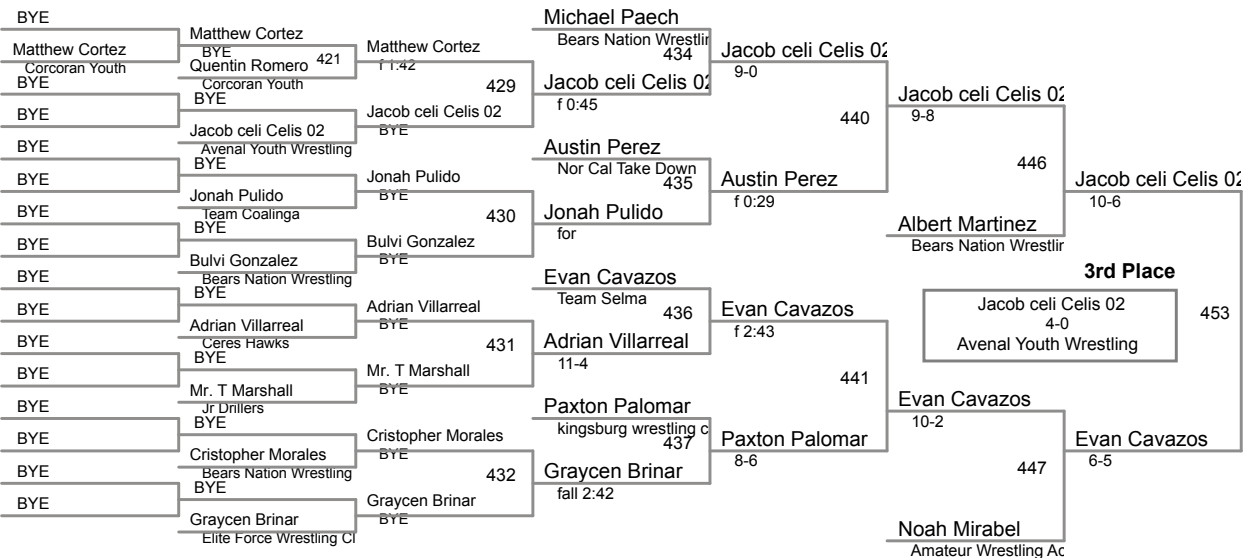 BYE
Matthew Cortez
Corcoran Youth
BYE
BYE
BYE
BYE
BYE
BYE
BYE
BYE
BYE
BYE
BYE
BYE
BYE
BYE
Matthew Cortez
BYE
Quentin Romero
Corcoran Youth
421
BYE
Jacob celi Celis 02
Avenal Youth Wrestling
BYE
Jonah Pulido
Team Coalinga
BYE
Bulvi Gonzalez
Bears Nation Wrestling
BYE
Adrian Villarreal
Ceres Hawks
BYE
Mr. T Marshall
Jr Drillers
BYE
Cristopher Morales
Bears Nation Wrestling
BYE
Graycen Brinar
Elite Force Wrestling Cl
Matthew Cortez
f 1:42
429
Jacob celi Celis 02
BYE
Jonah Pulido
BYE
430
Bulvi Gonzalez
BYE
Adrian Villarreal
BYE
431
Mr. T Marshall
BYE
Cristopher Morales
BYE
432
Graycen Brinar
BYE
Michael Paech
Bears Nation Wrestlin
434
Jacob celi Celis 02
f 0:45
Austin Perez
Nor Cal Take Down
435
Jonah Pulido
for
Evan Cavazos
Team Selma
436
Adrian Villarreal
11-4
Paxton Palomar
kingsburg wrestling c
437
Graycen Brinar
fall 2:42
Jacob celi Celis 02
9-0
440
Austin Perez
f 0:29
Evan Cavazos
f 2:43
441
Paxton Palomar
8-6
Jacob celi Celis 02
9-8
446
Albert Martinez
Bears Nation Wrestlin
Evan Cavazos
10-2
447
Noah Mirabel
Amateur Wrestling Ac
Jacob celi Celis 02
10-6
3rd Place
Jacob celi Celis 02
4-0
Avenal Youth Wrestling
453
Evan Cavazos
6-5